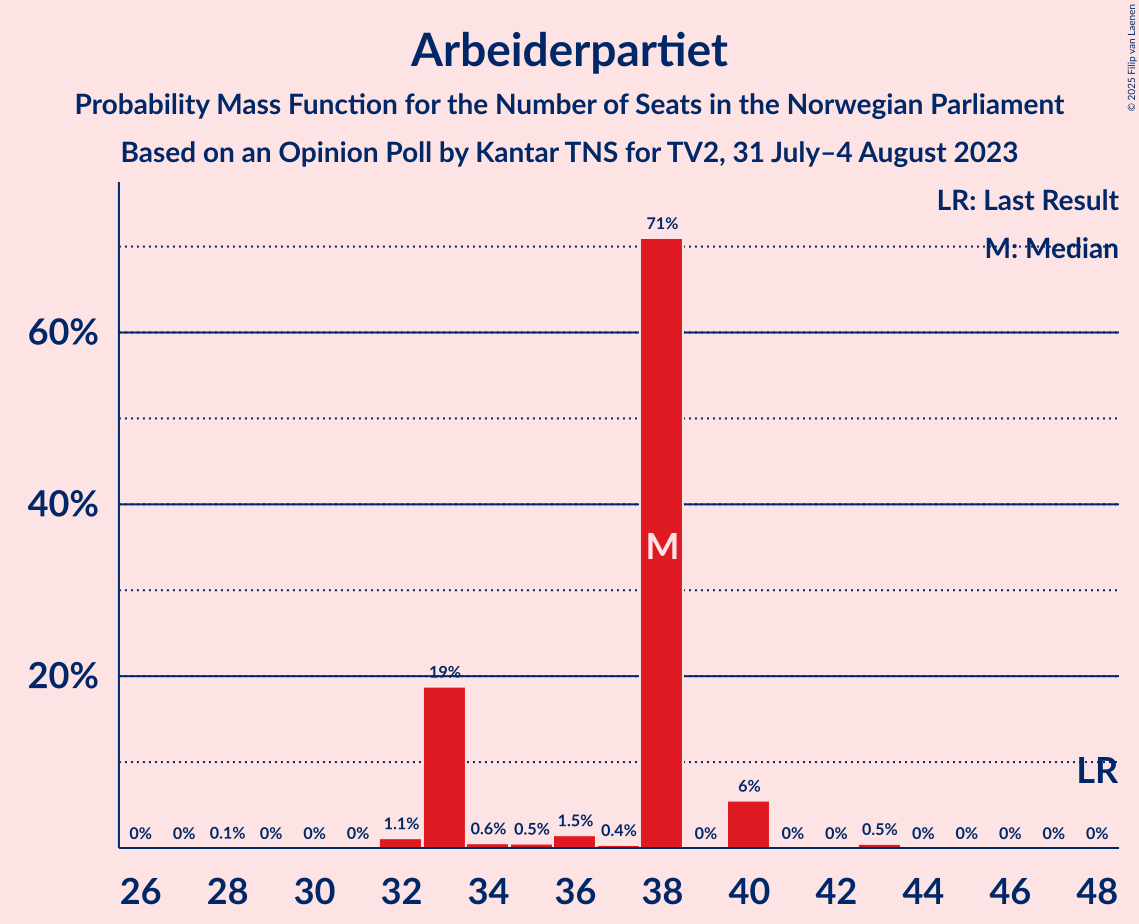 Arbeiderpartiet
Probability Mass Function for the Number of Seats in the Norwegian Parliament
Based on an Opinion Poll by Kantar TNS for TV2, 31 July–4 August 2023
© 2025 Filip van Laenen
LR: Last Result
M: Median
71%
60%
40%
M
20%
19%
LR
0% 0% 0.1% 0% 0% 0% 1.1% 0.6% 0.5% 1.5% 0.4% 0% 6% 0% 0% 0.5% 0% 0% 0% 0% 0%
26 28 30 32 34 36 38 40 42 44 46 48